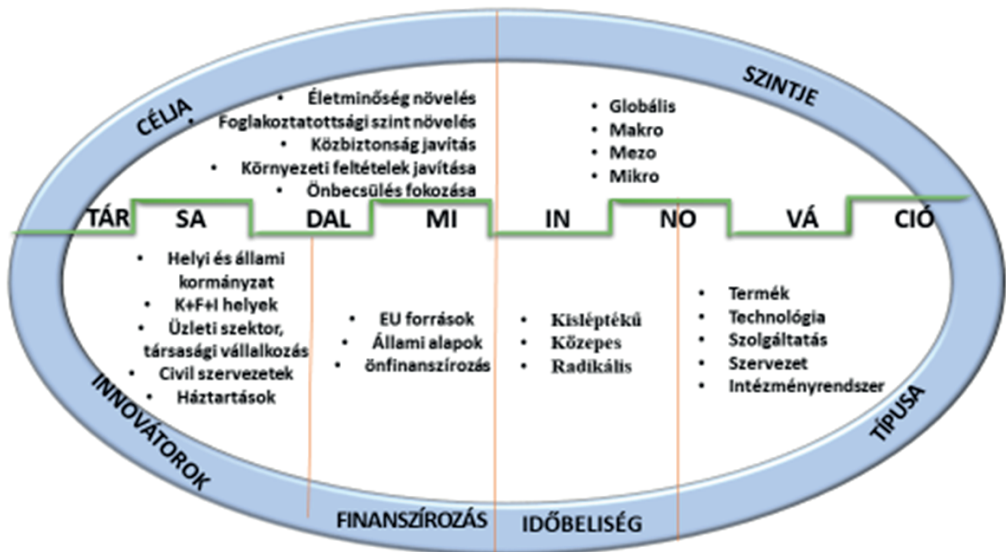 CÉLJA
SZINTJE
• Életminőség növelés
• Foglakoztatottsági szint növelés
• Közbiztonság javítás
• Környezeti feltételek javítása
• Önbecsülés fokozása
• Globális
• Makro
• Mezo
• Mikro
TÁR SA DAL MI IN NO VÁ CIÓ
• Helyi és állami
kormányzat
• K+F+I helyek
• Üzleti szektor,
társasági vállalkozás
• Civil szervezetek
• Háztartások
• EU források
• Állami alapok
• önfinanszírozás
• Kisléptékű
• Közepes
• Radikális
• Termék
• Technológia
• Szolgáltatás
• Szervezet
• Intézményrendszer
INNOVÁTOROK
FINANSZÍROZÁS
IDŐBELISÉG
TÍPUSA